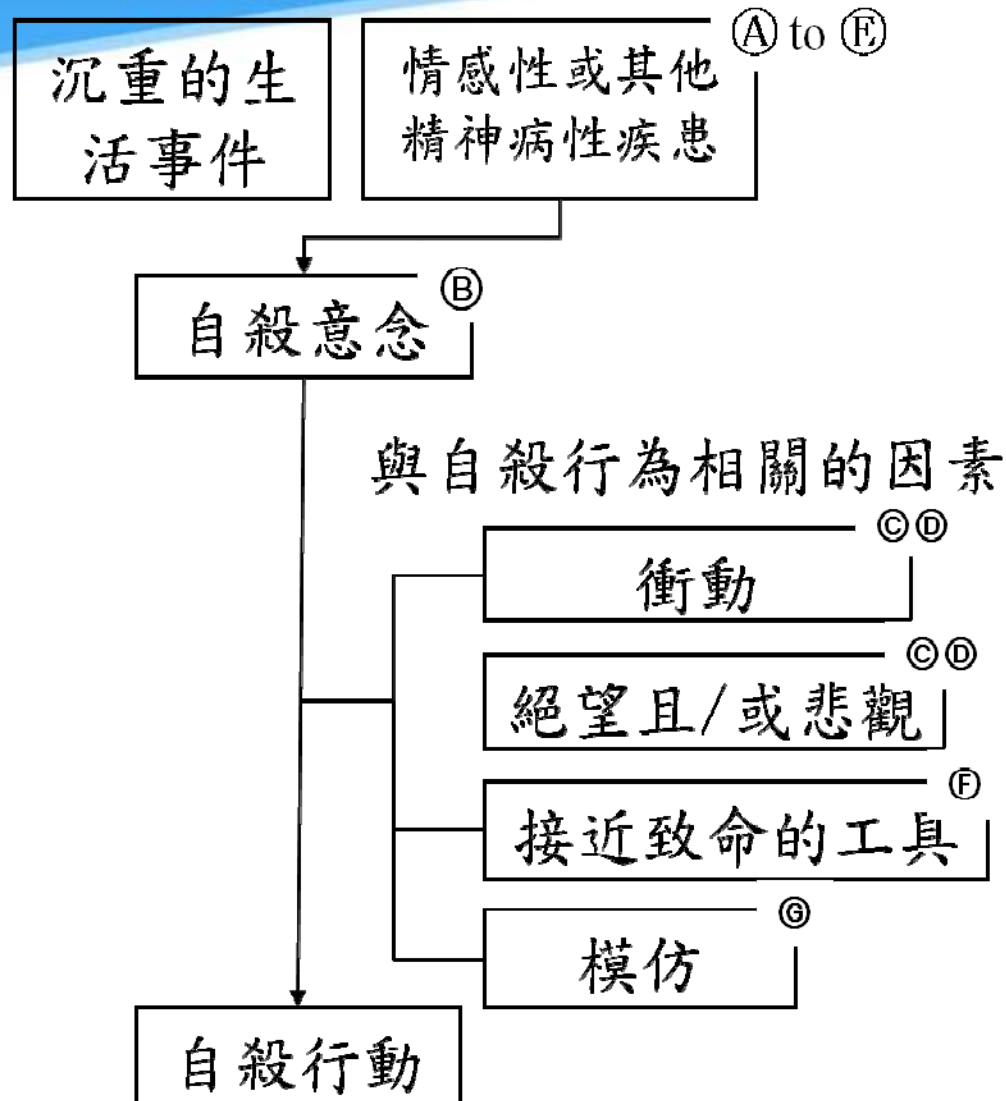 沉重的生
活事件
情感性或其他
精神病性疾患
Ⓐ to Ⓔ
自殺意念
Ⓑ
與自殺行為相關的因素
衝動
Ⓒ Ⓓ
絕望且/或悲觀
Ⓒ Ⓓ
接近致命的工具
Ⓕ
模仿
Ⓖ
自殺行動